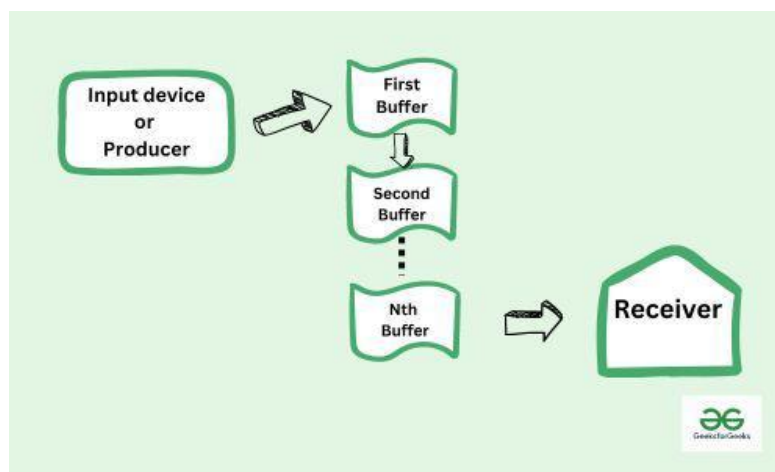 Input device
or
Producer
First
Buffer
Second
Buffer
Nth
Buffer
Receiver
GeeksforGeeks